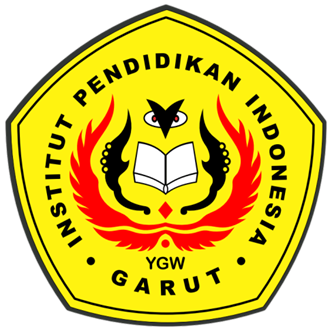 INSTITUT PENDIDIKAN INDONESIA
YGW
• GARUT •